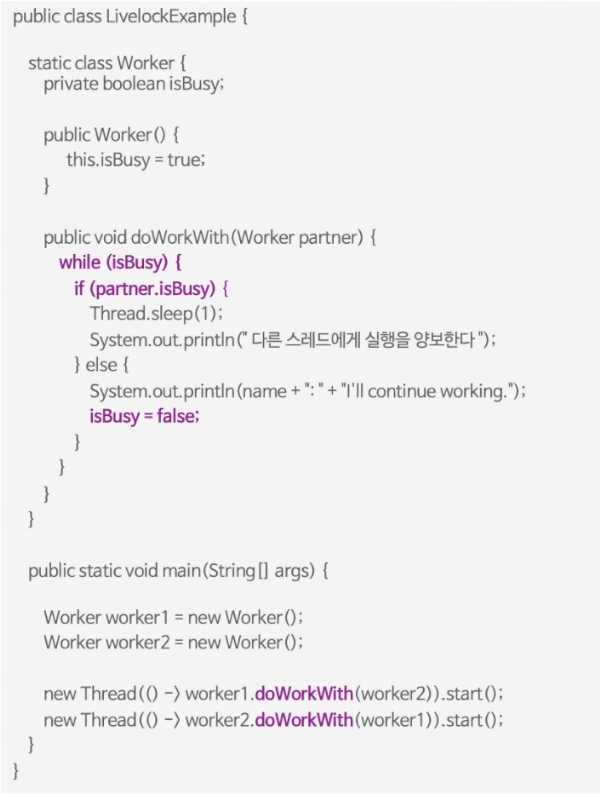 public class LivelockExample {
static class Worker {
private boolean isBusy;
public Worker() {
this.isBusy = true;
}
public void doWorkWith(Worker partner) {
while (isBusy) {
if (partner.isBusy) {
Thread.sleep(1);
System.out.println(" 다른 스레드에게 실행을 양보한다 ");
} else {
System.out.println(name + ": " + "I'll continue working.");
isBusy = false;
}
}
}
}
public static void main(String[] args) {
Worker worker1 = new Worker();
Worker worker2 = new Worker();
new Thread(() -> worker1.doWorkWith(worker2)).start();
new Thread(() -> worker2.doWorkWith(worker1)).start();
}
}